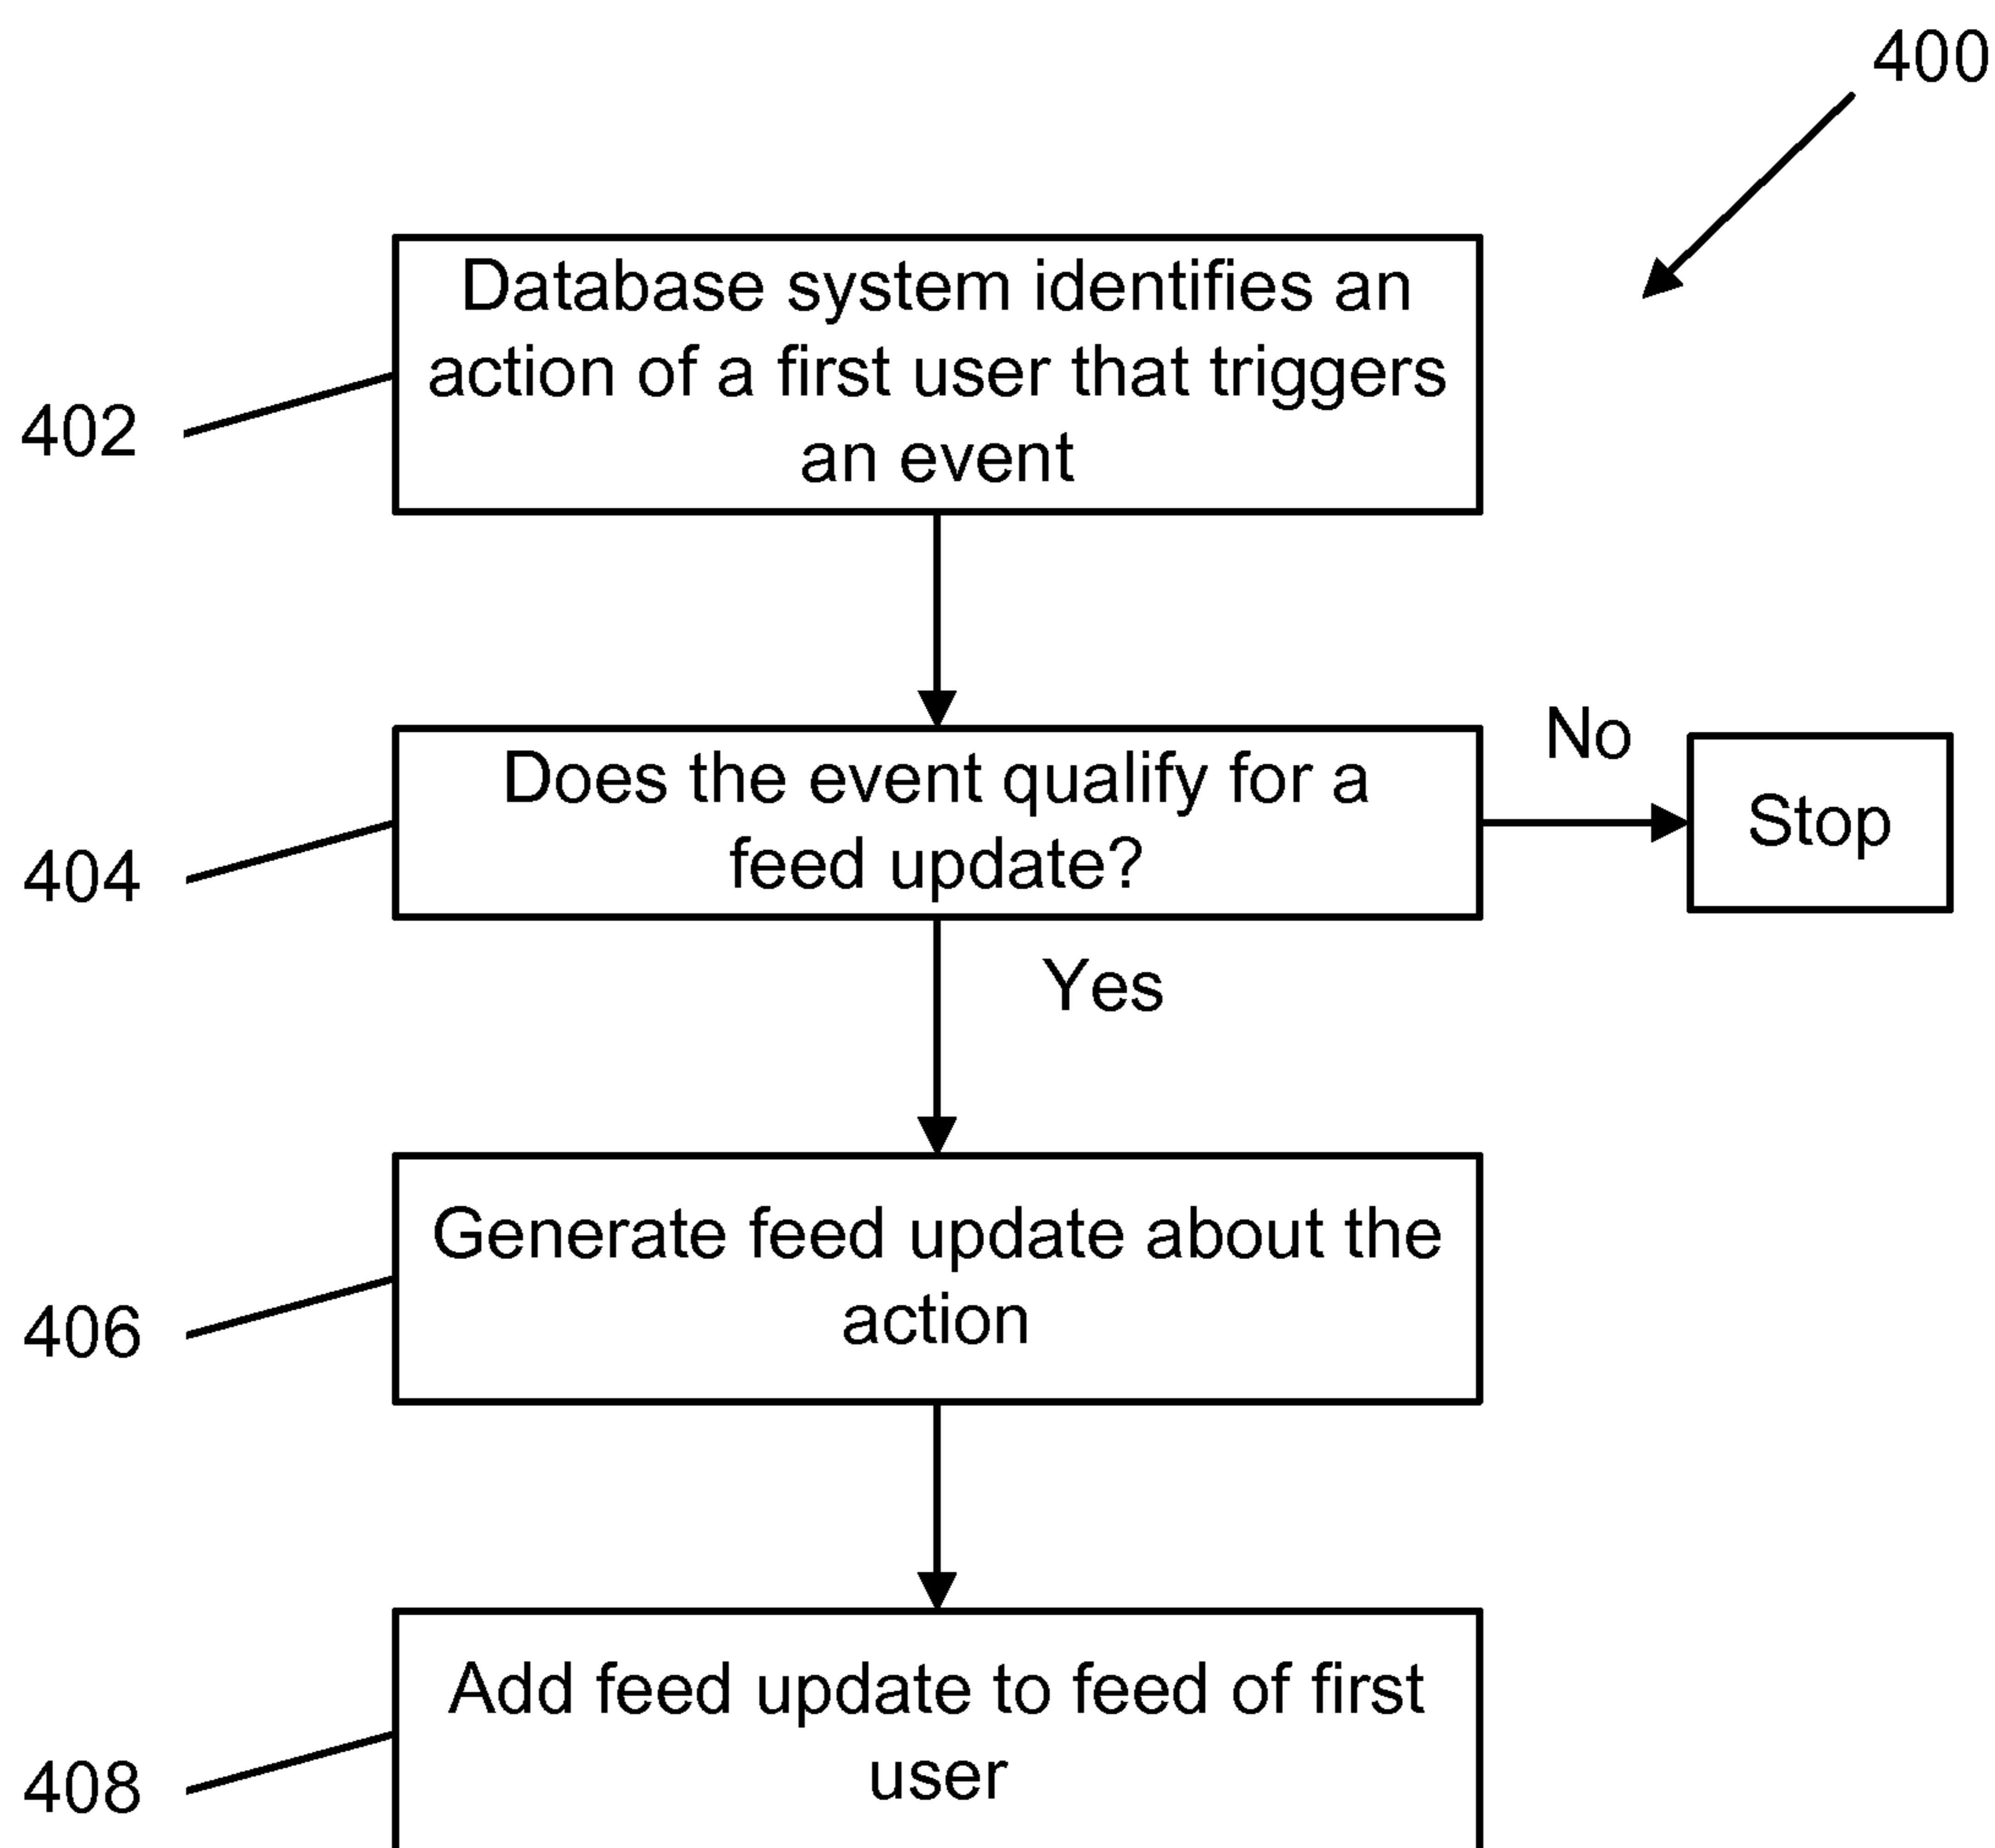 400
Database system identifies an
action of a first user that triggers
an event
402
Does the event qualify for a
feed update?
No
Stop
404
Yes
Generate feed update about the
action
406
Add feed update to feed of first
user
408